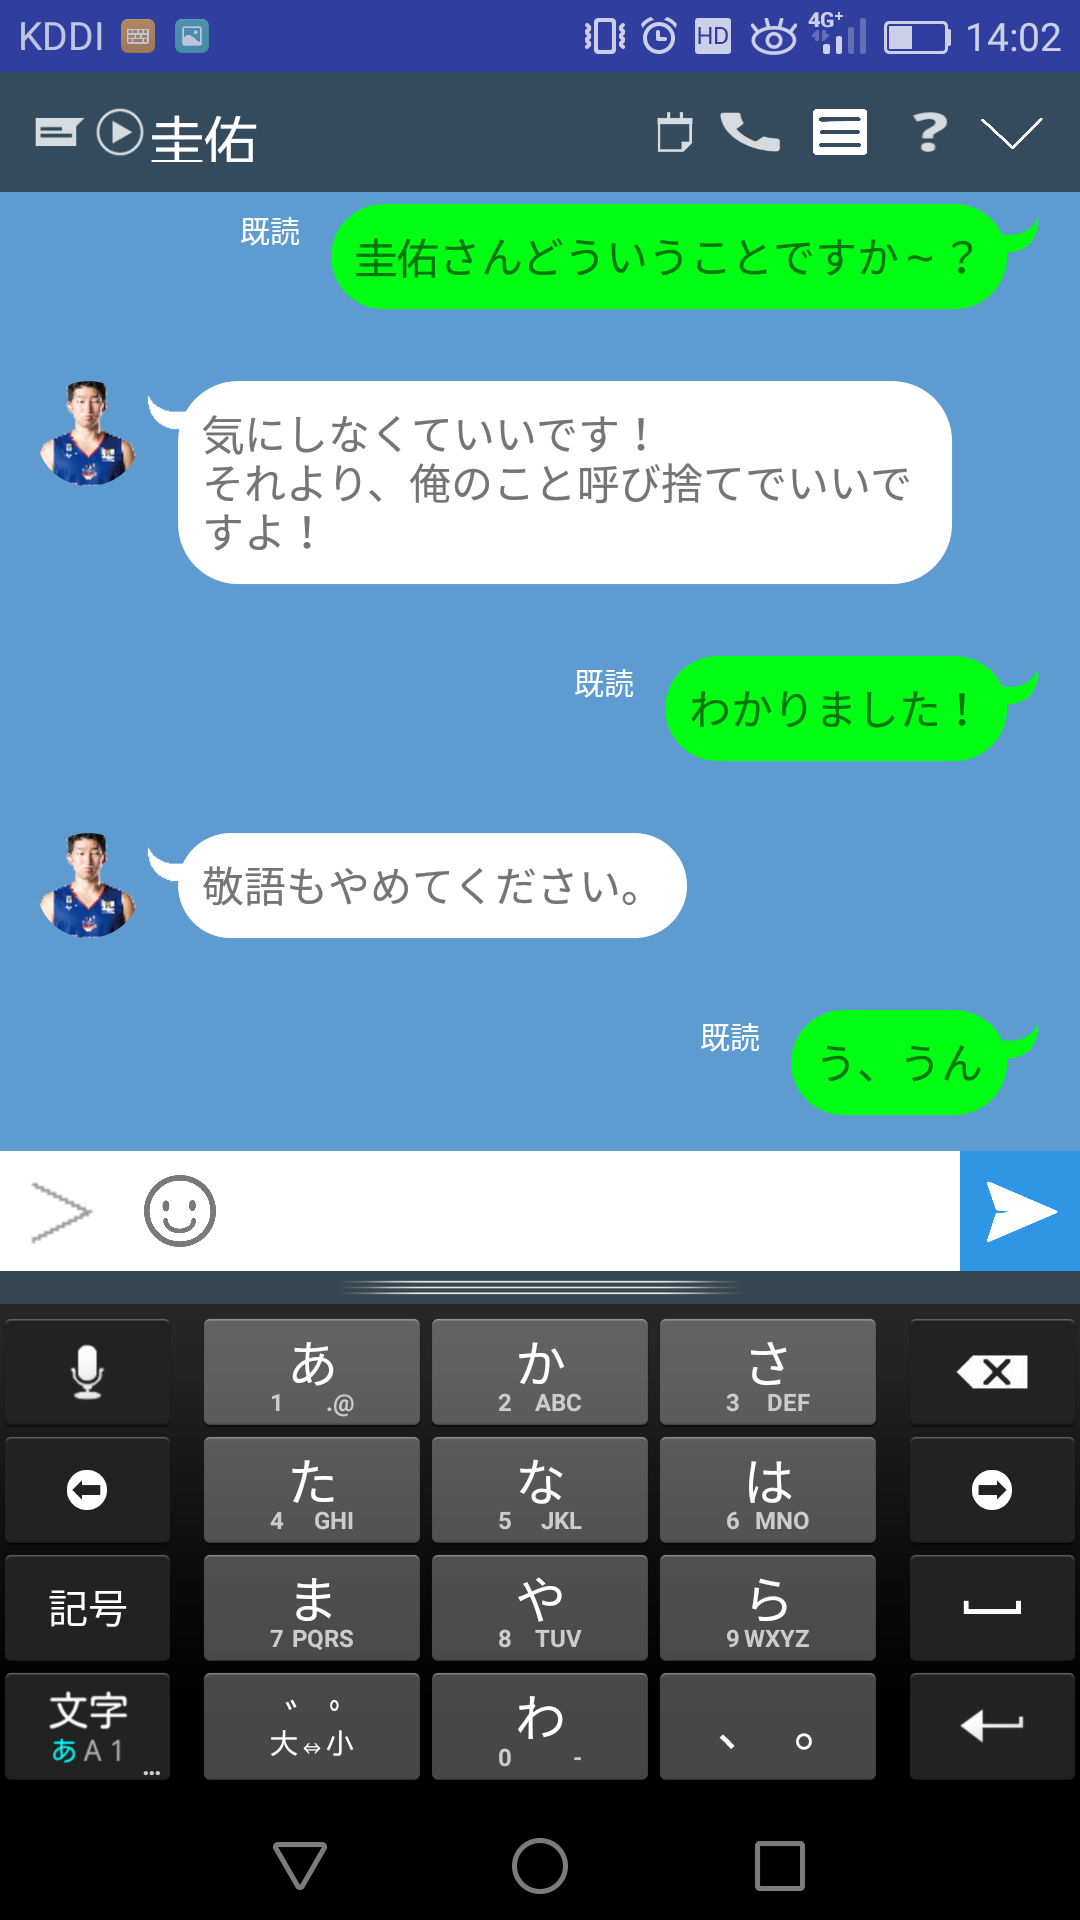 KDDI HD 4G+ 14:02
圭佑
既読
圭佑さんどういうことですか～？
気にしなくていいです！
それより、俺のこと呼び捨てでいいで
すよ！
既読
わかりました！
敬語もやめてください。
既読
う、うん
あ か さ
1 .@ 2 ABC 3 DEF
た な は
4 GHI 5 JKL 6 MNO
記号 ま や ら
7 PQRS 8 TUV 9 WXYZ
文字 ゛ ゜ わ 、 。
あ A 1 ... 大⇔小 0 -